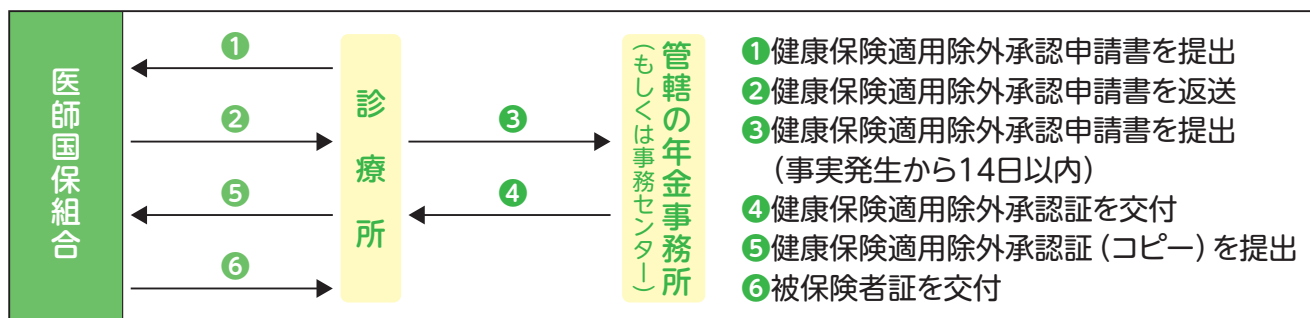 医師国保組合
❶
❷
❺
❻
診療所
❸
❹
管轄の年金事務所
（もしくは事務センター）
❶健康保険適用除外承認申請書を提出
❷健康保険適用除外承認申請書を返送
❸健康保険適用除外承認申請書を提出
（事実発生から14日以内）
❹健康保険適用除外承認証を交付
❺健康保険適用除外承認証（コピー）を提出
❻被保険者証を交付